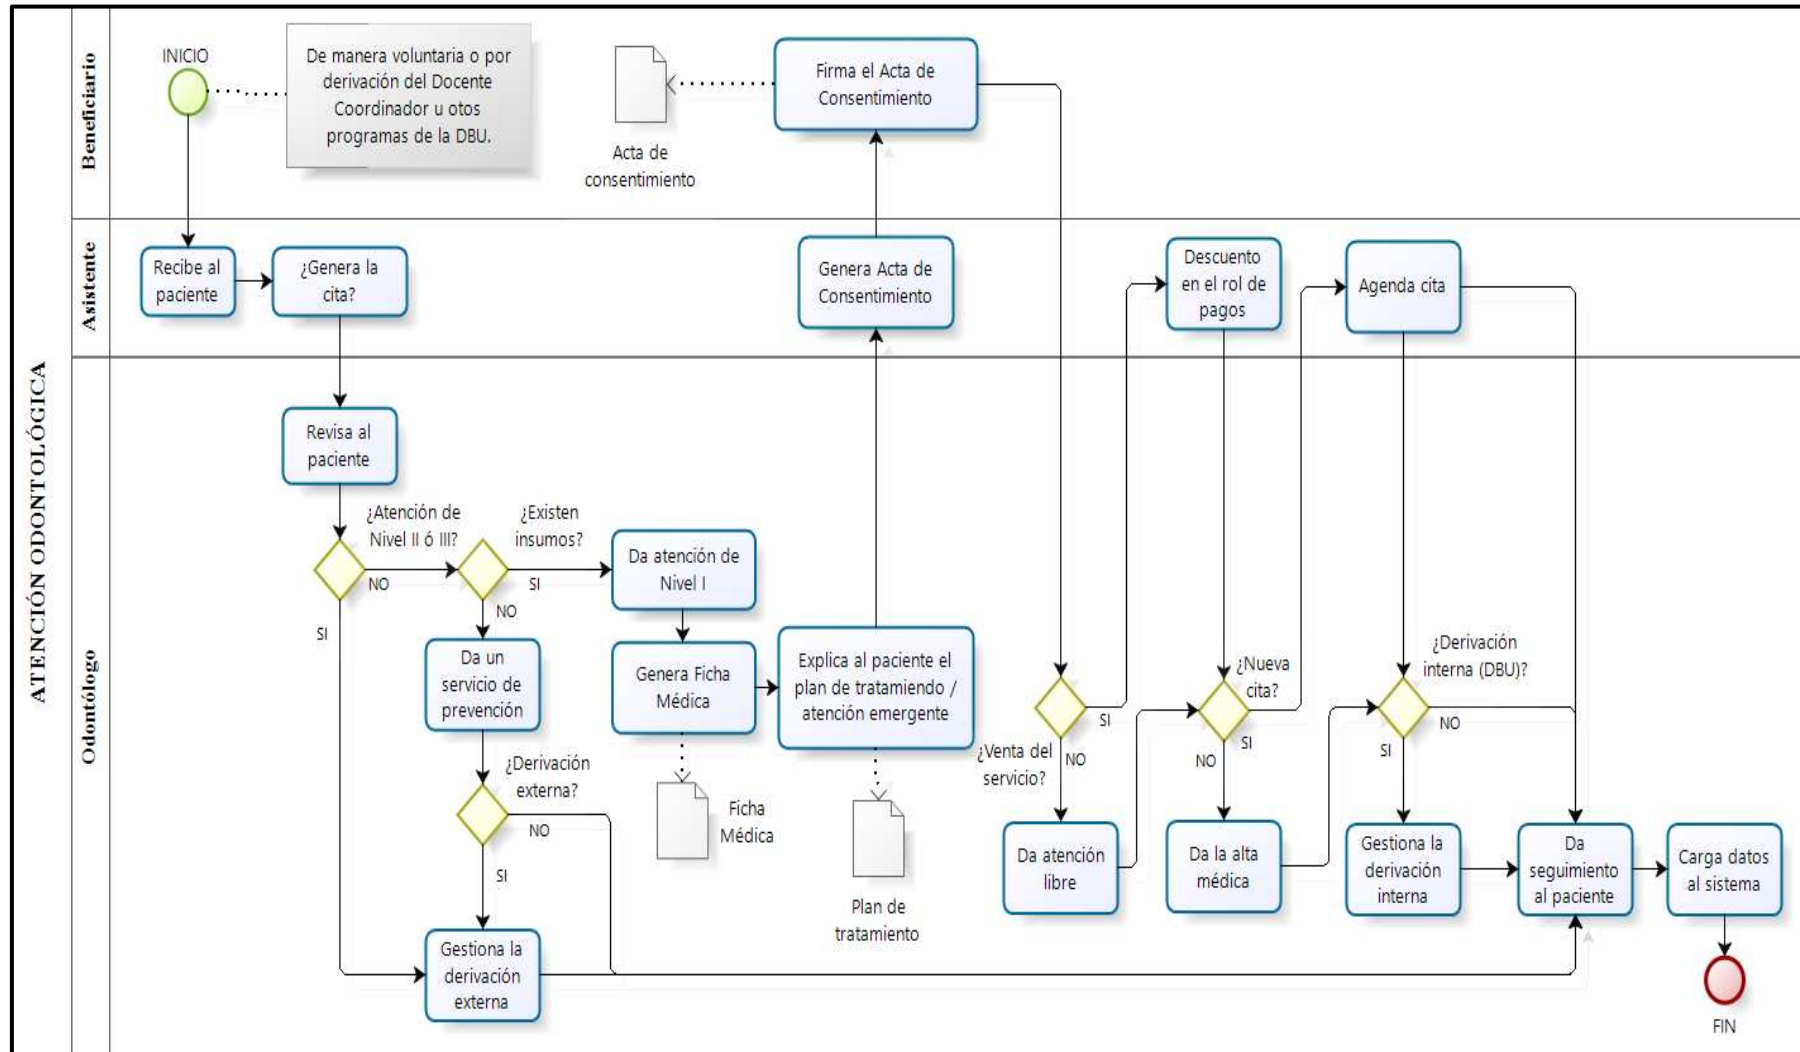 ATENCIÓN ODONTOLÓGICA
Beneficiario
INICIO
De manera voluntaria o por
derivación del Docente
Coordinador u otos
programas de la DBU.
Acta de
consentimiento
Firma el Acta de
Consentimiento
Asistente
Recibe al
paciente
¿Genera la
cita?
Genera Acta de
Consentimiento
Descuento
en el rol de
pagos
Agenda cita
Odontólogo
Revisa al
paciente
¿Atención de
Nivel II ó III?
NO
SI
¿Existen
insumos?
SI
NO
Da atención de
Nivel I
Da un
servicio de
prevención
Genera Ficha
Médica
Explica al paciente el
plan de tratamiendo /
atención emergente
¿Derivación
externa?
NO
SI
Ficha
Médica
Plan de
tratamiento
Gestiona la
derivación
externa
¿Venta del
servicio?
SI
NO
Da atención
libre
¿Nueva
cita?
SI
NO
Da la alta
médica
¿Derivación
interna (DBU)?
NO
SI
Gestiona la
derivación
interna
Da
seguimiento
al paciente
Carga datos
al sistema
FIN